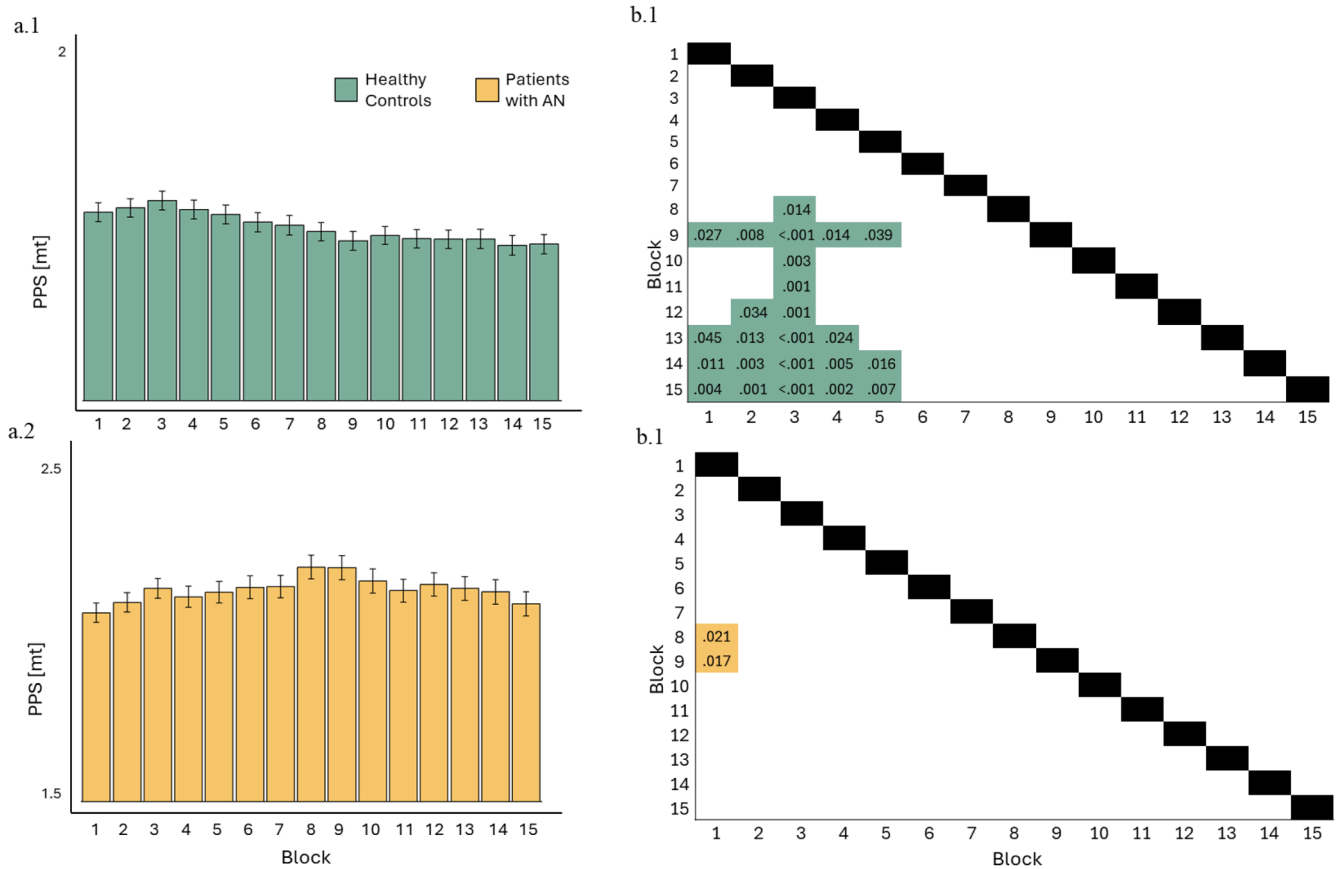 a.1
2
Healthy Controls
Patients with AN
PPS [mt]
1 2 3 4 5 6 7 8 9 10 11 12 13 14 15
b.1
Block
1
2
3
4
5
6
7
8 .014
9 .027 .008 <.001 .014 .039
10 .003
11 .001
12 .034 .001
13 .045 .013 <.001 .024
14 .011 .003 <.001 .005 .016
15 .004 .001 <.001 .002 .007
1 2 3 4 5 6 7 8 9 10 11 12 13 14 15
a.2
2.5
PPS [mt]
1.5
1 2 3 4 5 6 7 8 9 10 11 12 13 14 15
Block
b.1
Block
1
2
3
4
5
6
7
8 .021
9 .017
10
11
12
13
14
15
1 2 3 4 5 6 7 8 9 10 11 12 13 14 15
Block